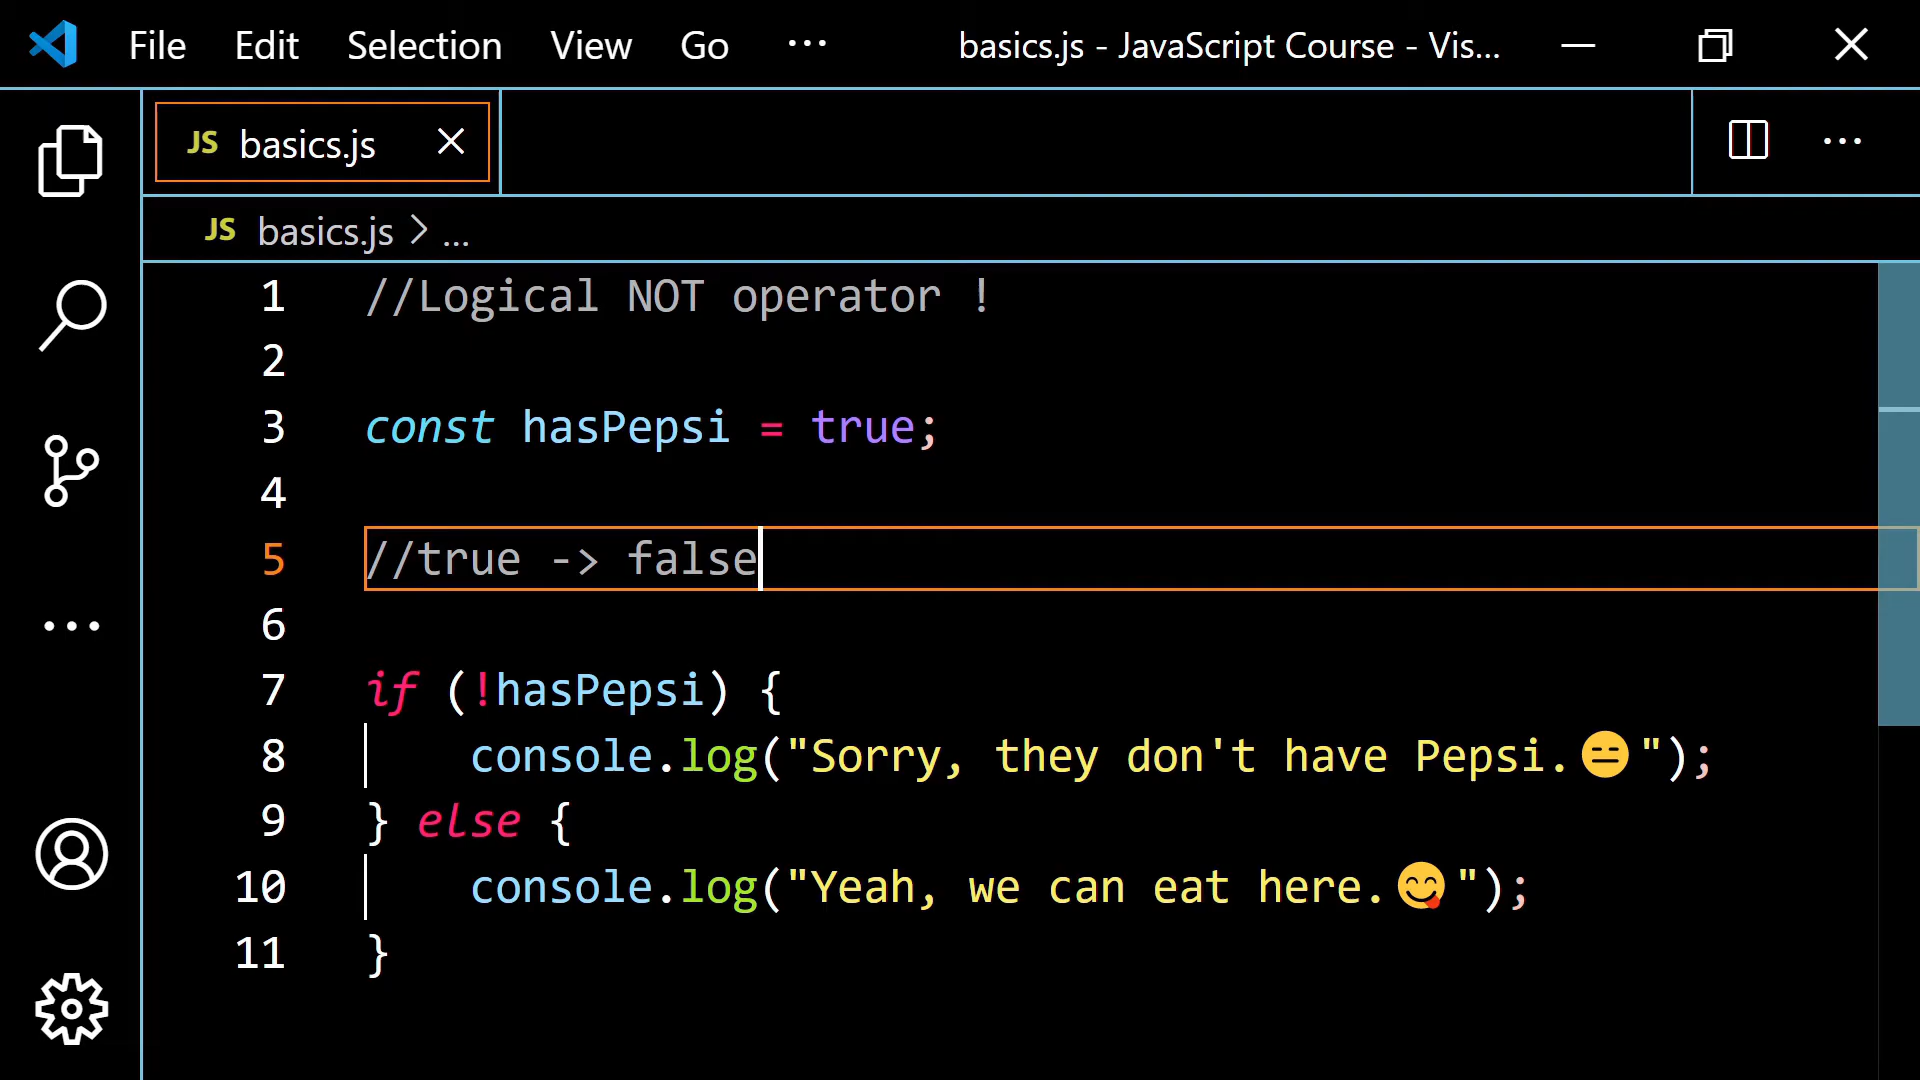 File Edit Selection View Go ··· basics.js - JavaScript Course - Vis...
JS basics.js
JS basics.js > ...
1 //Logical NOT operator !
2
3 const hasPepsi = true;
4
5 //true -> false
6
7 if (!hasPepsi) {
8 console.log("Sorry, they don't have Pepsi.😑");
9 } else {
10 console.log("Yeah, we can eat here.😋");
11 }